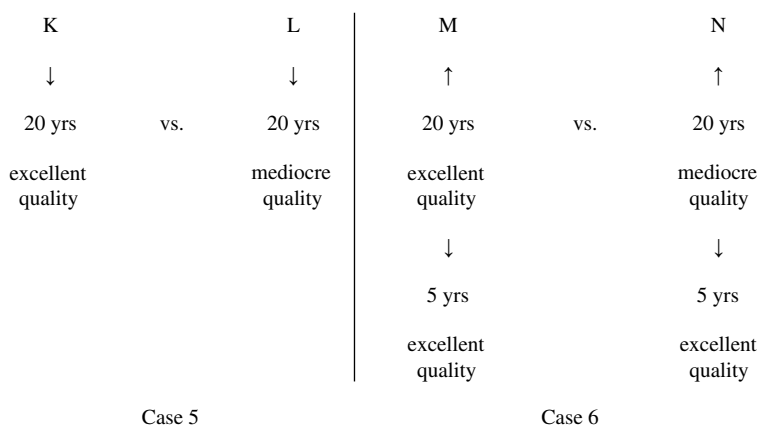 K L M N
↓ ↓ ↑ ↑
20 yrs vs. 20 yrs 20 yrs vs. 20 yrs
excellent mediocre excellent mediocre
quality quality quality quality
↓ ↓
5 yrs 5 yrs
excellent excellent
quality quality
Case 5 Case 6